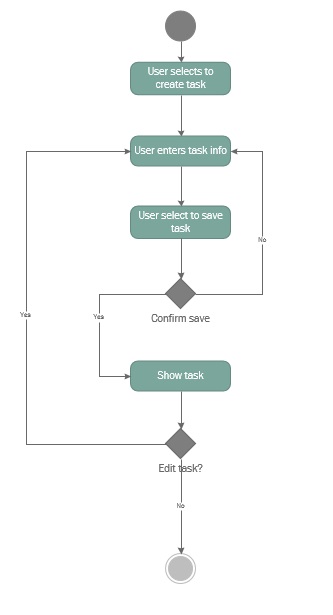 User selects to
create task
User enters task info
User select to save
task
No
Confirm save
Yes
Yes
Show task
Edit task?
No